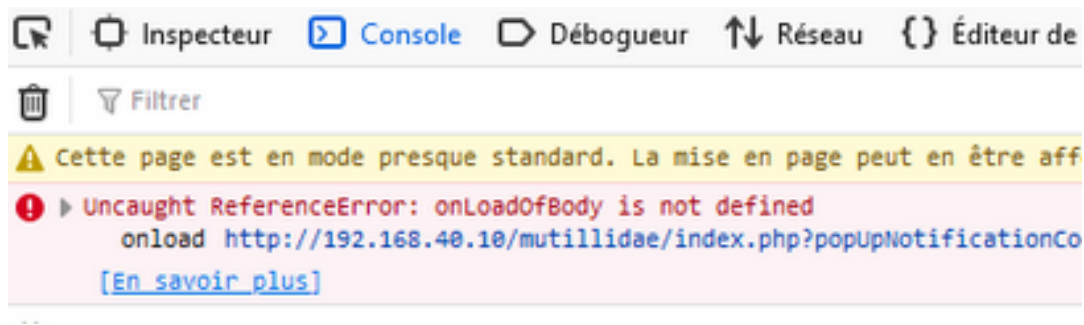 Inspecteur Console Débogueur Réseau {} Éditeur de
Filtrer
Cette page est en mode presque standard. La mise en page peut en être aff
Uncaught ReferenceError: onLoadOfBody is not defined
onload http://192.168.40.10/mutillidae/index.php?popUpNotificationCo
[En savoir plus]